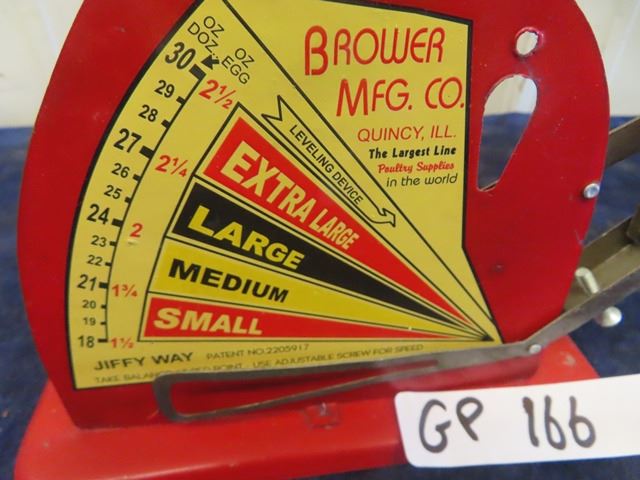 BROWER
MFG. CO.
QUINCY, ILL.
The Largest Line
Poultry Supplies
in the world
OZ DOZ.
OZ EGG
30
29
28
27
26
25
24
23
22
21
20
19
18
2½
2¼
2
1¾
1½
LEVELING DEVICE
EXTRA LARGE
LARGE
MEDIUM
SMALL
JIFFY WAY PATENT NO. 2205917
TAKE BALANCE POINT. USE ADJUSTABLE SCREW FOR SPEED
GP 166